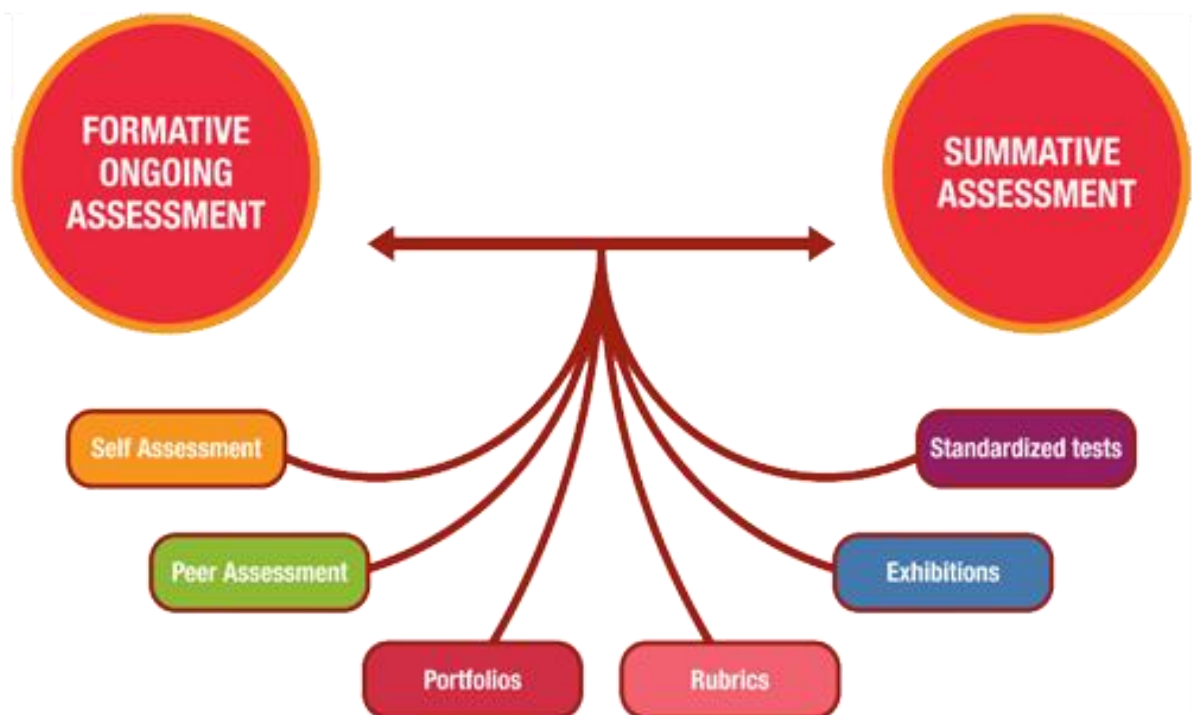 FORMATIVE
ONGOING
ASSESSMENT
SUMMATIVE
ASSESSMENT
Self Assessment
Standardized tests
Peer Assessment
Exhibitions
Portfolios
Rubrics